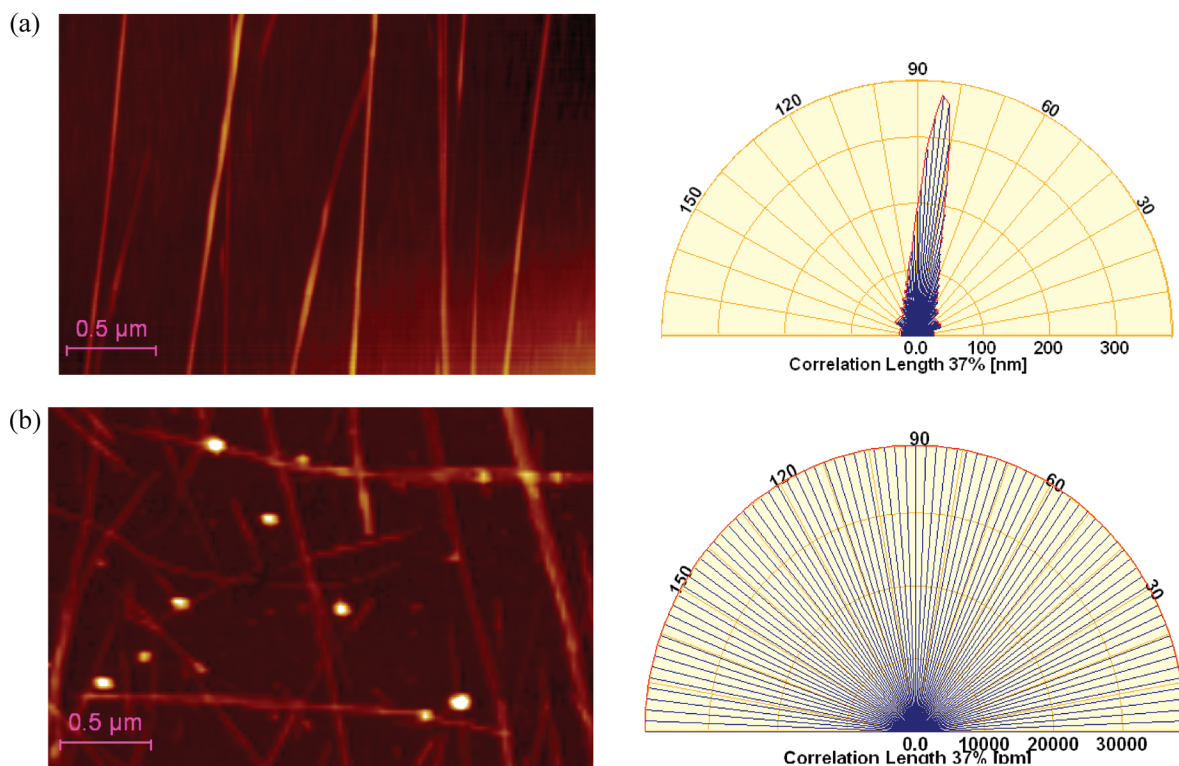 (a)
0.5 µm
90
120
60
150
30
0.0 100 200 300
Correlation Length 37% [nm]
(b)
0.5 µm
90
120
60
150
30
0.0 10000 20000 30000
Correlation Length 37% [pm]